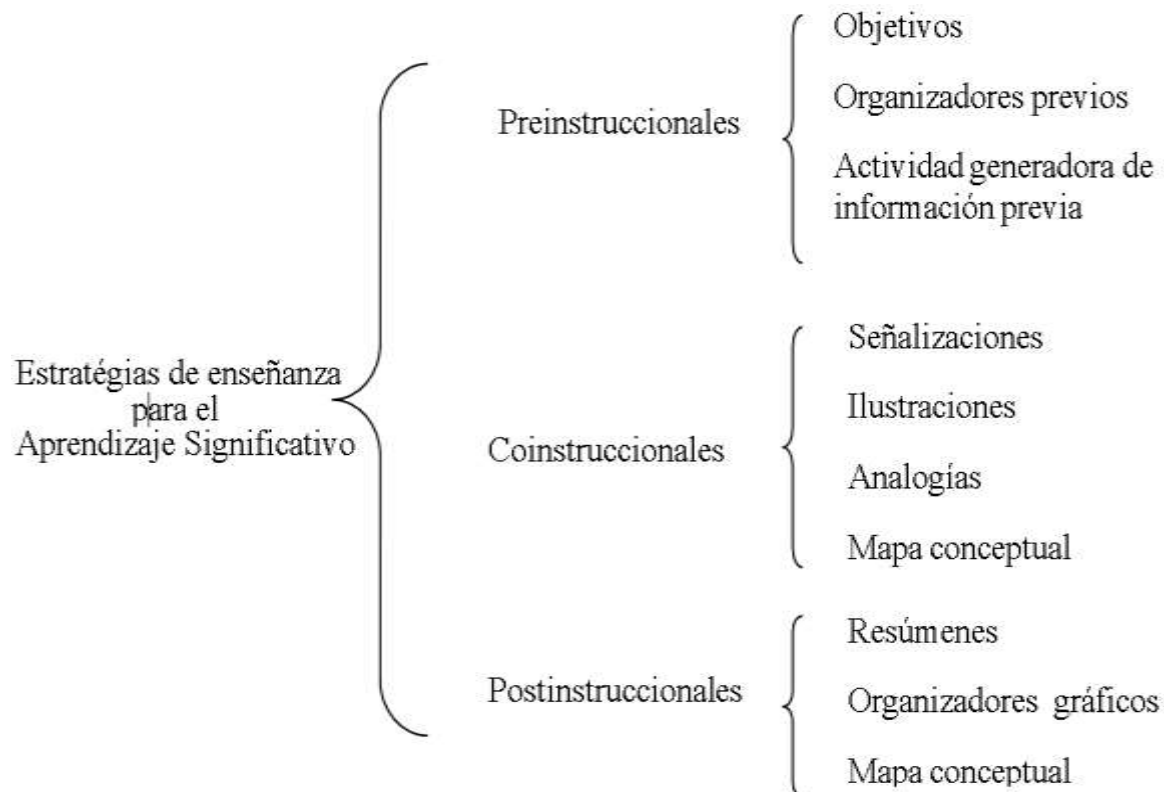 Estratégias de enseñanza
para el
Aprendizaje Significativo
Preinstruccionales
Objetivos
Organizadores previos
Actividad generadora de
información previa
Coinstruccionales
Señalizaciones
Ilustraciones
Analogías
Mapa conceptual
Postinstruccionales
Resúmenes
Organizadores gráficos
Mapa conceptual